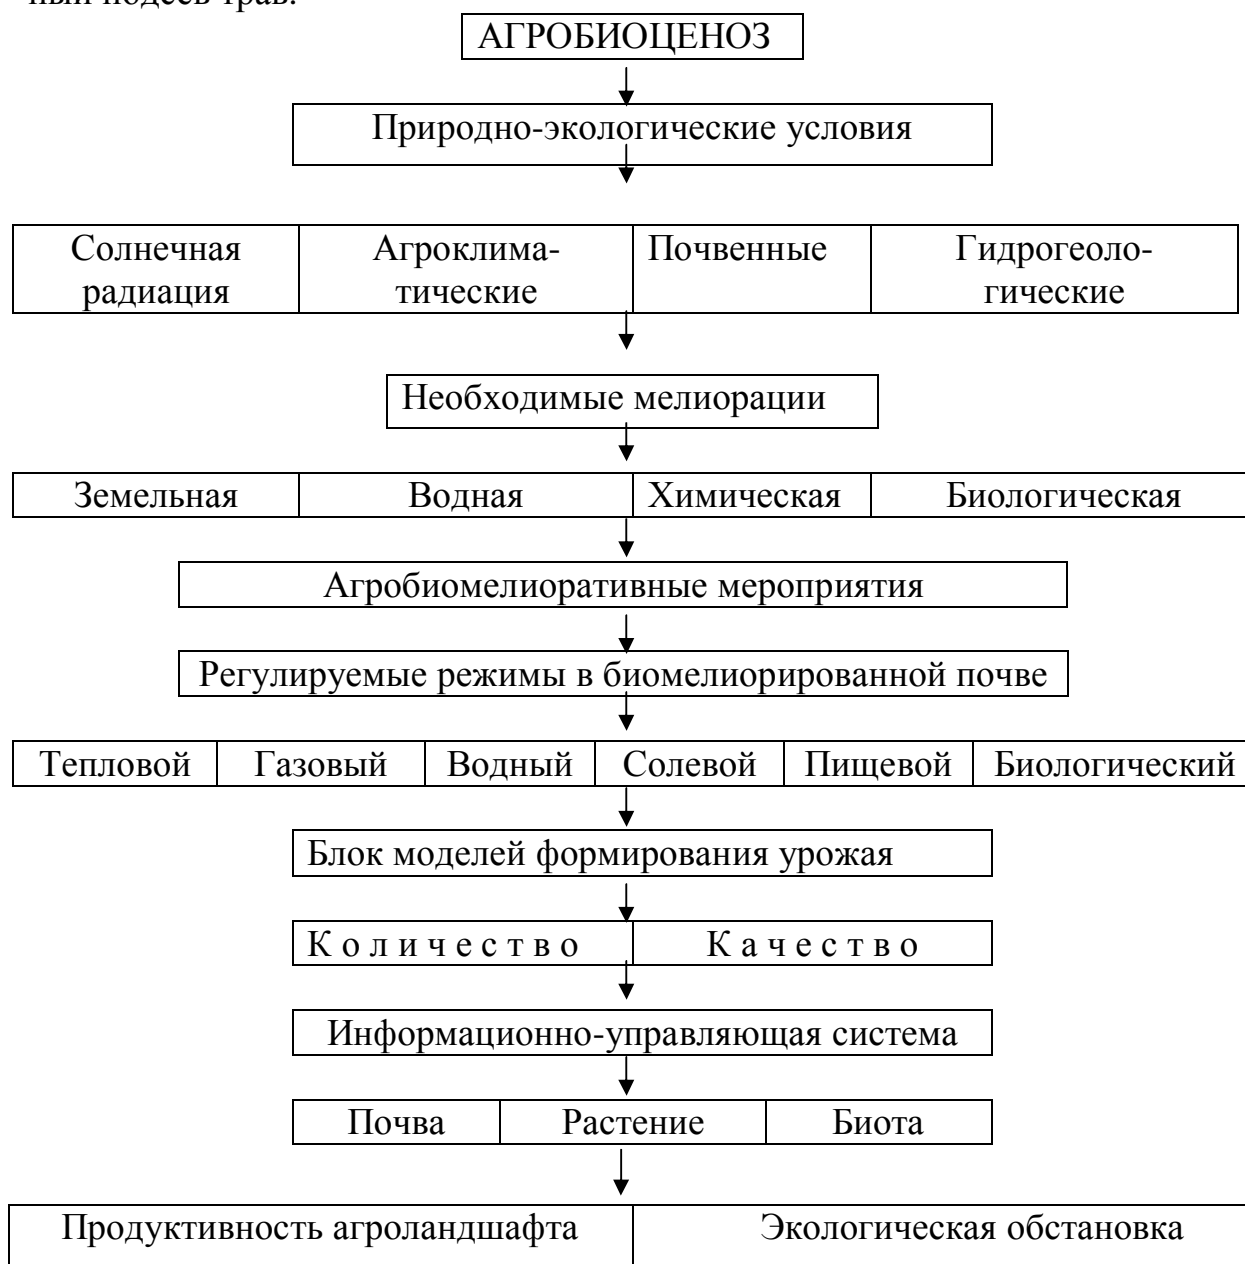 ный подсев трав.
АГРОБИОЦЕНОЗ
Природно-экологические условия
Солнечная Агроклима- Почвенные Гидрогеоло-
радиация тические гические
Необходимые мелиорации
Земельная Водная Химическая Биологическая
Агробиомелиоративные мероприятия
Регулируемые режимы в биомелиорированной почве
Тепловой Газовый Водный Солевой Пищевой Биологический
Блок моделей формирования урожая
К о л и ч е с т в о К а ч е с т в о
Информационно-управляющая система
Почва Растение Биота
Продуктивность агроландшафта Экологическая обстановка